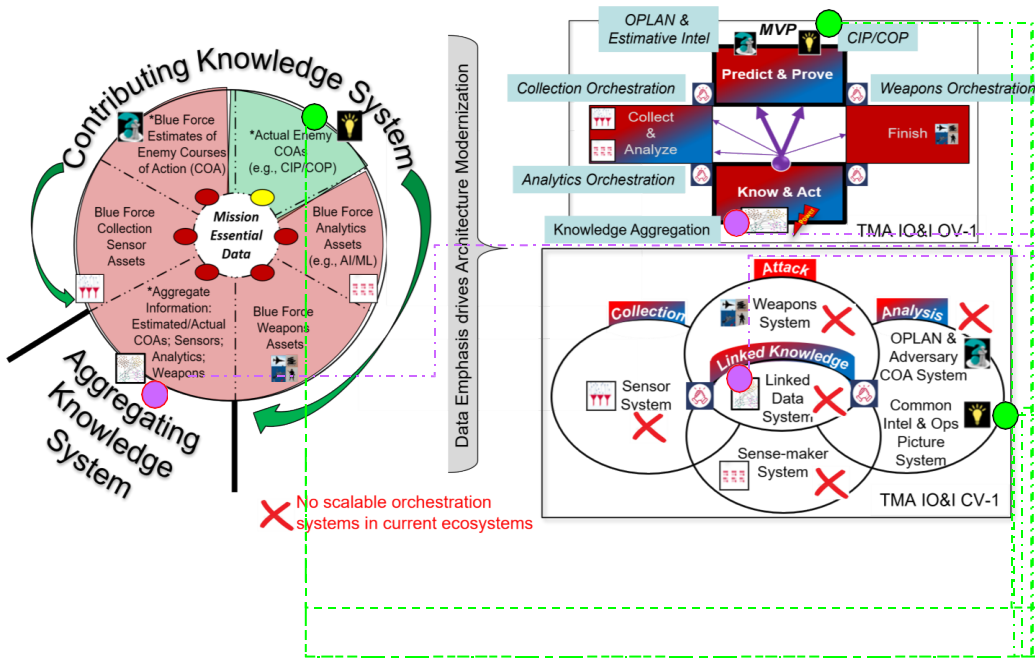 Contributing Knowledge System
*Blue Force
Estimates of
Enemy Courses
of Action (COA)
*Actual Enemy
COAs
(e.g., CIP/COP)
Blue Force
Collection
Sensor
Assets
Mission
Essential
Data
Blue Force
Analytics
Assets
(e.g., AI/ML)
*Aggregate
Information:
Estimated/Actual
COAs; Sensors;
Analytics;
Weapons
Blue Force
Weapons
Assets
Aggregating
Knowledge
System
No scalable orchestration
systems in current ecosystems
Data Emphasis drives Architecture Modernization
OPLAN &
Estimative Intel
MVP
CIP/COP
Predict & Prove
Collection Orchestration
Weapons Orchestration
Collect
&
Analyze
Finish
Analytics Orchestration
Know & Act
Knowledge Aggregation
TMA IO&I OV-1
Attack
Collection
Weapons
System
Analysis
OPLAN &
Adversary
COA System
Linked Knowledge
Sensor
System
Linked
Data
System
Common
Intel & Ops
Picture
System
Sense-maker
System
TMA IO&I CV-1